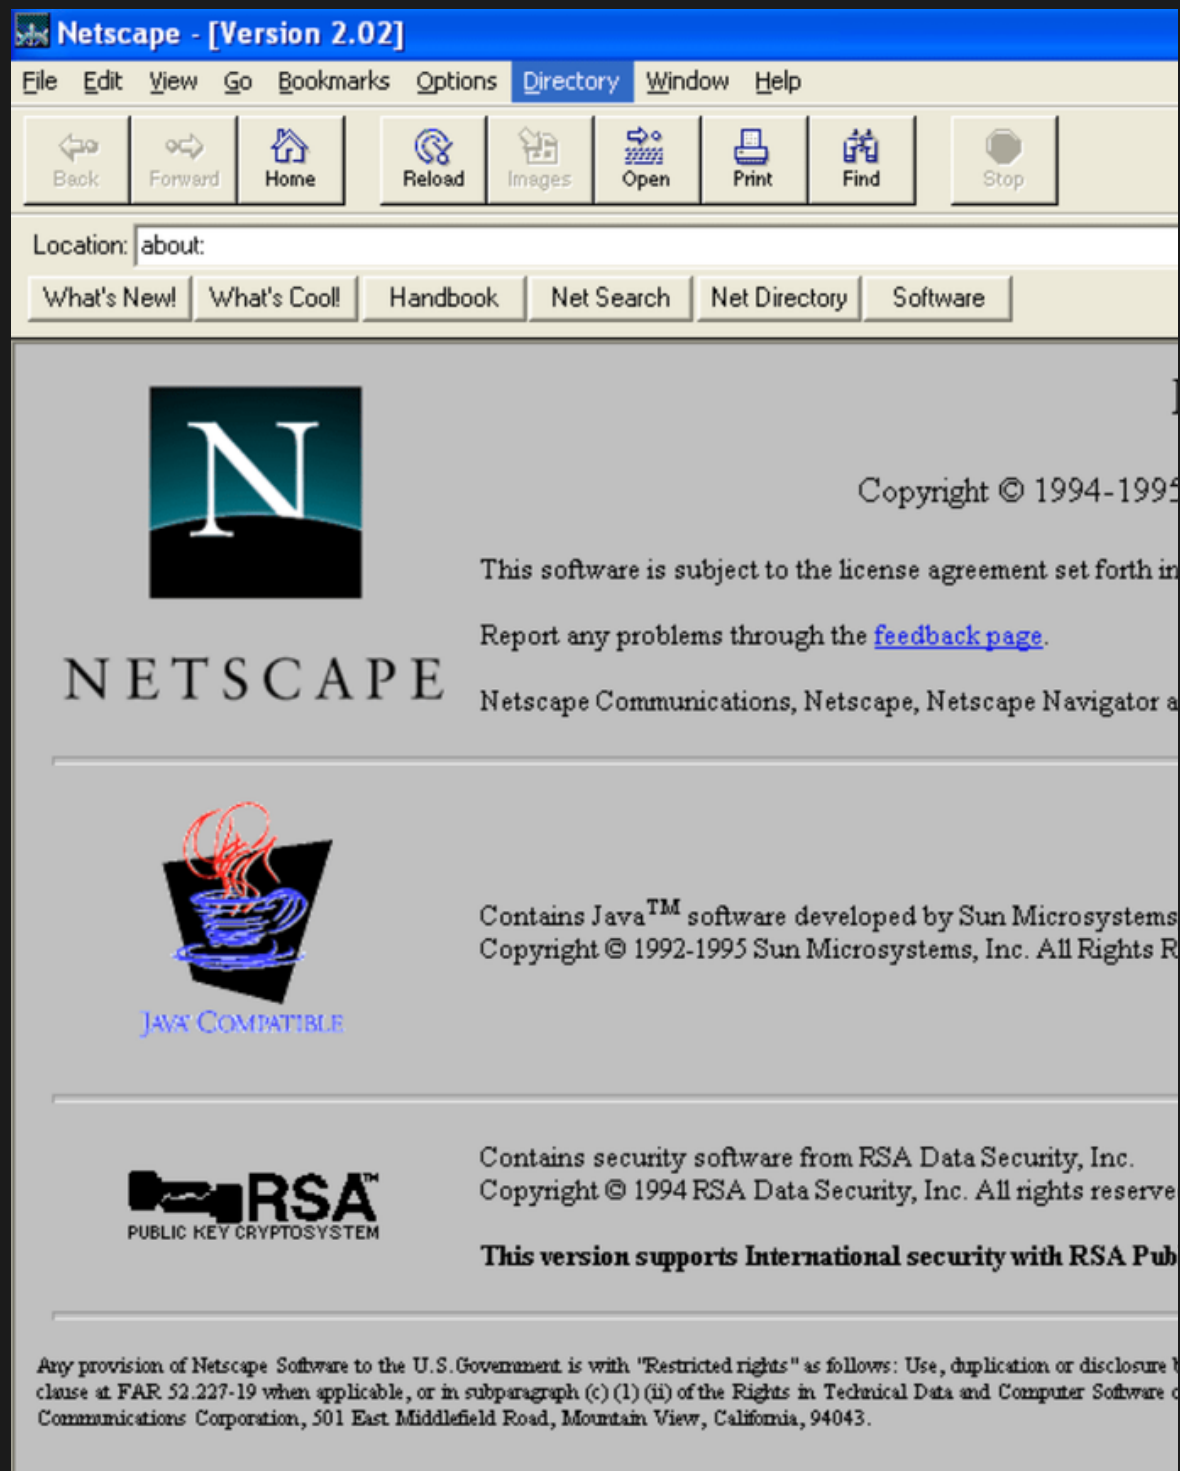 Netscape - [Version 2.02]
File Edit View Go Bookmarks Options Directory Window Help
Back Forward Home Reload Images Open Print Find Stop
Location: about:
What's New! What's Cool! Handbook Net Search Net Directory Software
N
Copyright © 1994-1995
NETSCAPE
This software is subject to the license agreement set forth in
Report any problems through the feedback page.
Netscape Communications, Netscape, Netscape Navigator a
JAVA COMPATIBLE
Contains Java™ software developed by Sun Microsystems
Copyright © 1992-1995 Sun Microsystems, Inc. All Rights R
RSA™
PUBLIC KEY CRYPTOSYSTEM
Contains security software from RSA Data Security, Inc.
Copyright © 1994 RSA Data Security, Inc. All rights reserve
This version supports International security with RSA Pub
Any provision of Netscape Software to the U.S.Government is with "Restricted rights" as follows: Use, duplication or disclosure
clause at FAR 52.227-19 when applicable, or in subparagraph (c) (1) (ii) of the Rights in Technical Data and Computer Software
Communications Corporation, 501 East Middlefield Road, Mountain View, California, 94043.